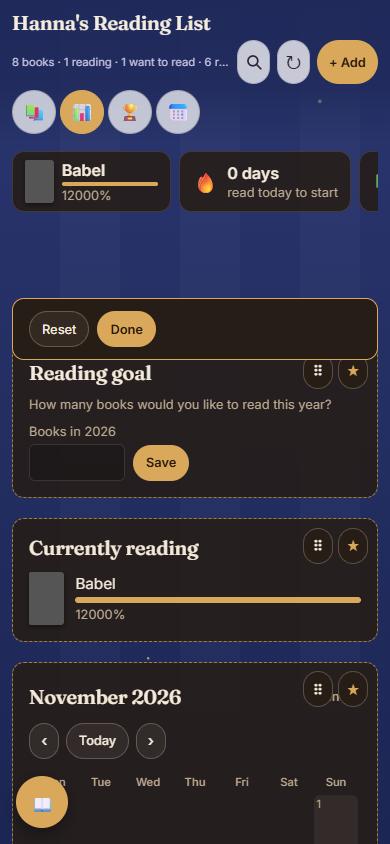 Hanna's Reading List
8 books · 1 reading · 1 want to read · 6 r...
+ Add
Babel
12000%
0 days
read today to start
Reset
Done
Reading goal
How many books would you like to read this year?
Books in 2026
Save
Currently reading
Babel
12000%
November 2026
‹
Today
›
Tue Wed Thu Fri Sat Sun
1